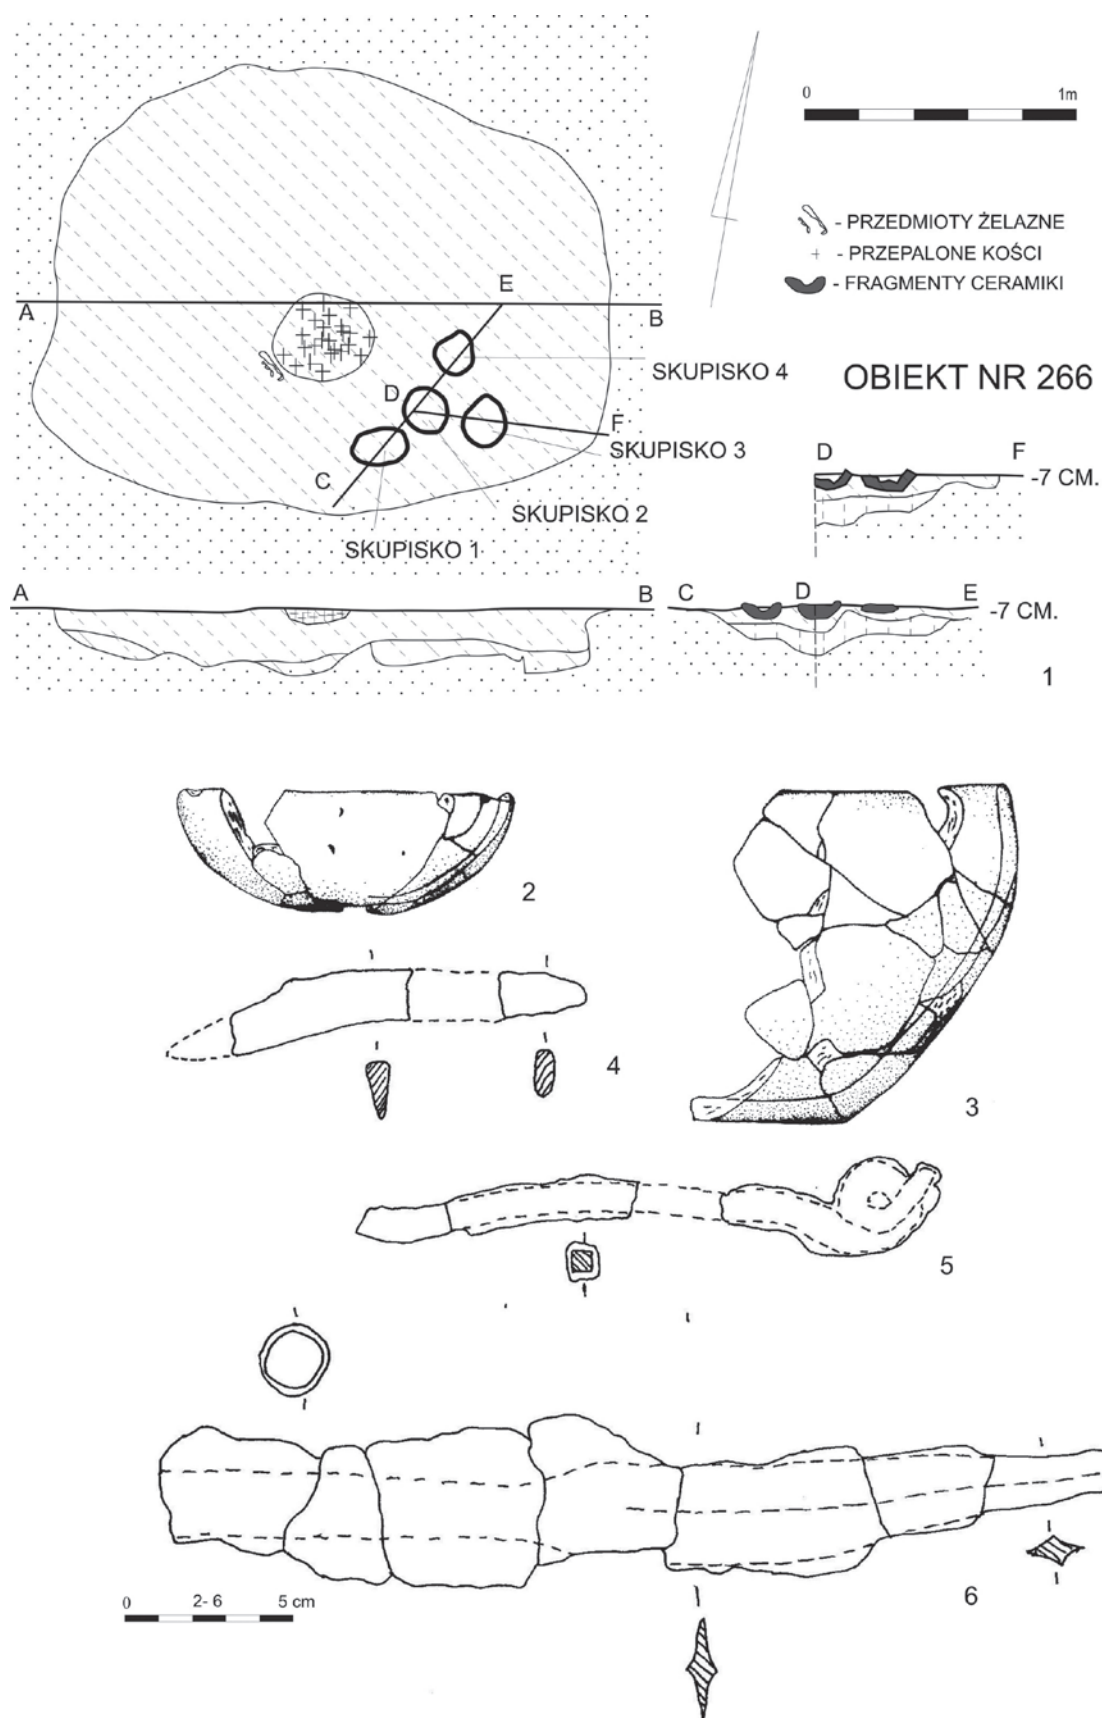 0 1m
- PRZEDMIOTY ŻELAZNE
- PRZEPALONE KOŚCI
- FRAGMENTY CERAMIKI
A
E
B
SKUPISKO 4
OBIEKT NR 266
D
F
SKUPISKO 3
C
SKUPISKO 2
SKUPISKO 1
D F
-7 CM.
A B
C D E
-7 CM.
1
2
3
4
5
6
0 2- 6 5 cm